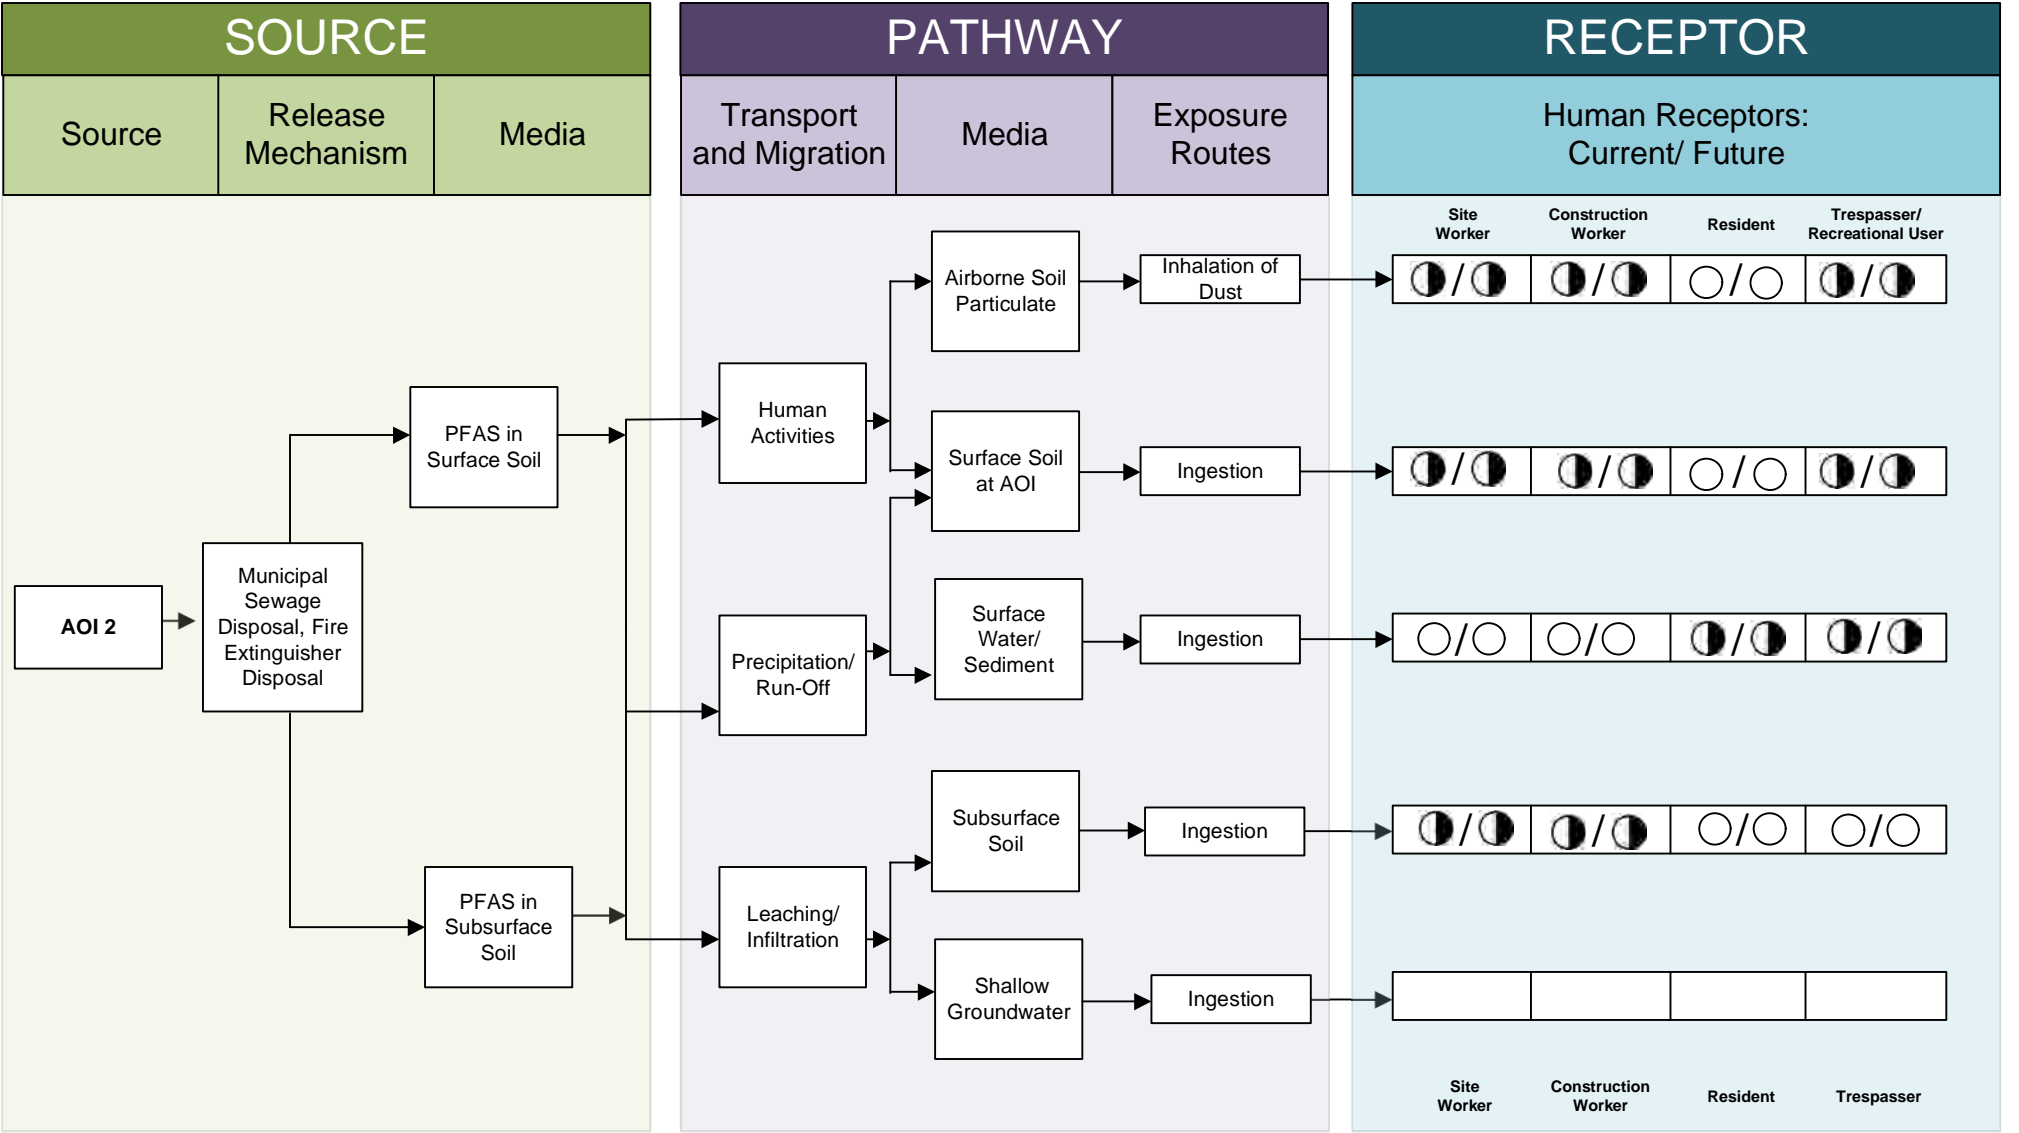 SOURCE
PATHWAY
RECEPTOR
Source
Release
Mechanism
Media
Transport
and Migration
Media
Exposure
Routes
Human Receptors:
Current/ Future
Site
Worker
Construction
Worker
Resident
Trespasser/
Recreational User
AOI 2
Municipal
Sewage
Disposal, Fire
Extinguisher
Disposal
PFAS in
Surface Soil
PFAS in
Subsurface
Soil
Human
Activities
Precipitation/
Run-Off
Leaching/
Infiltration
Airborne Soil
Particulate
Inhalation of
Dust
/ / / /
Surface Soil
at AOI
Ingestion
/ / / /
Surface
Water/
Sediment
Ingestion
/ / / /
Subsurface
Soil
Ingestion
/ / / /
Shallow
Groundwater
Ingestion
Site
Worker
Construction
Worker
Resident
Trespasser